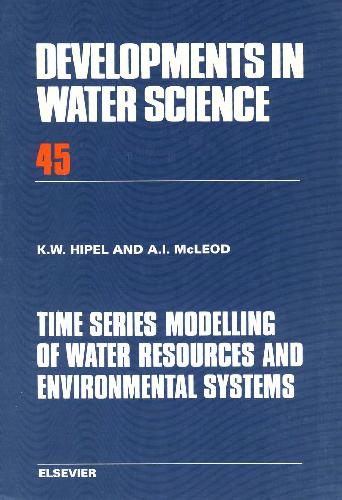 DEVELOPMENTS IN
WATER SCIENCE
45
K.W. HIPEL AND A.I. McLEOD
TIME SERIES MODELLING
OF WATER RESOURCES AND
ENVIRONMENTAL SYSTEMS
ELSEVIER